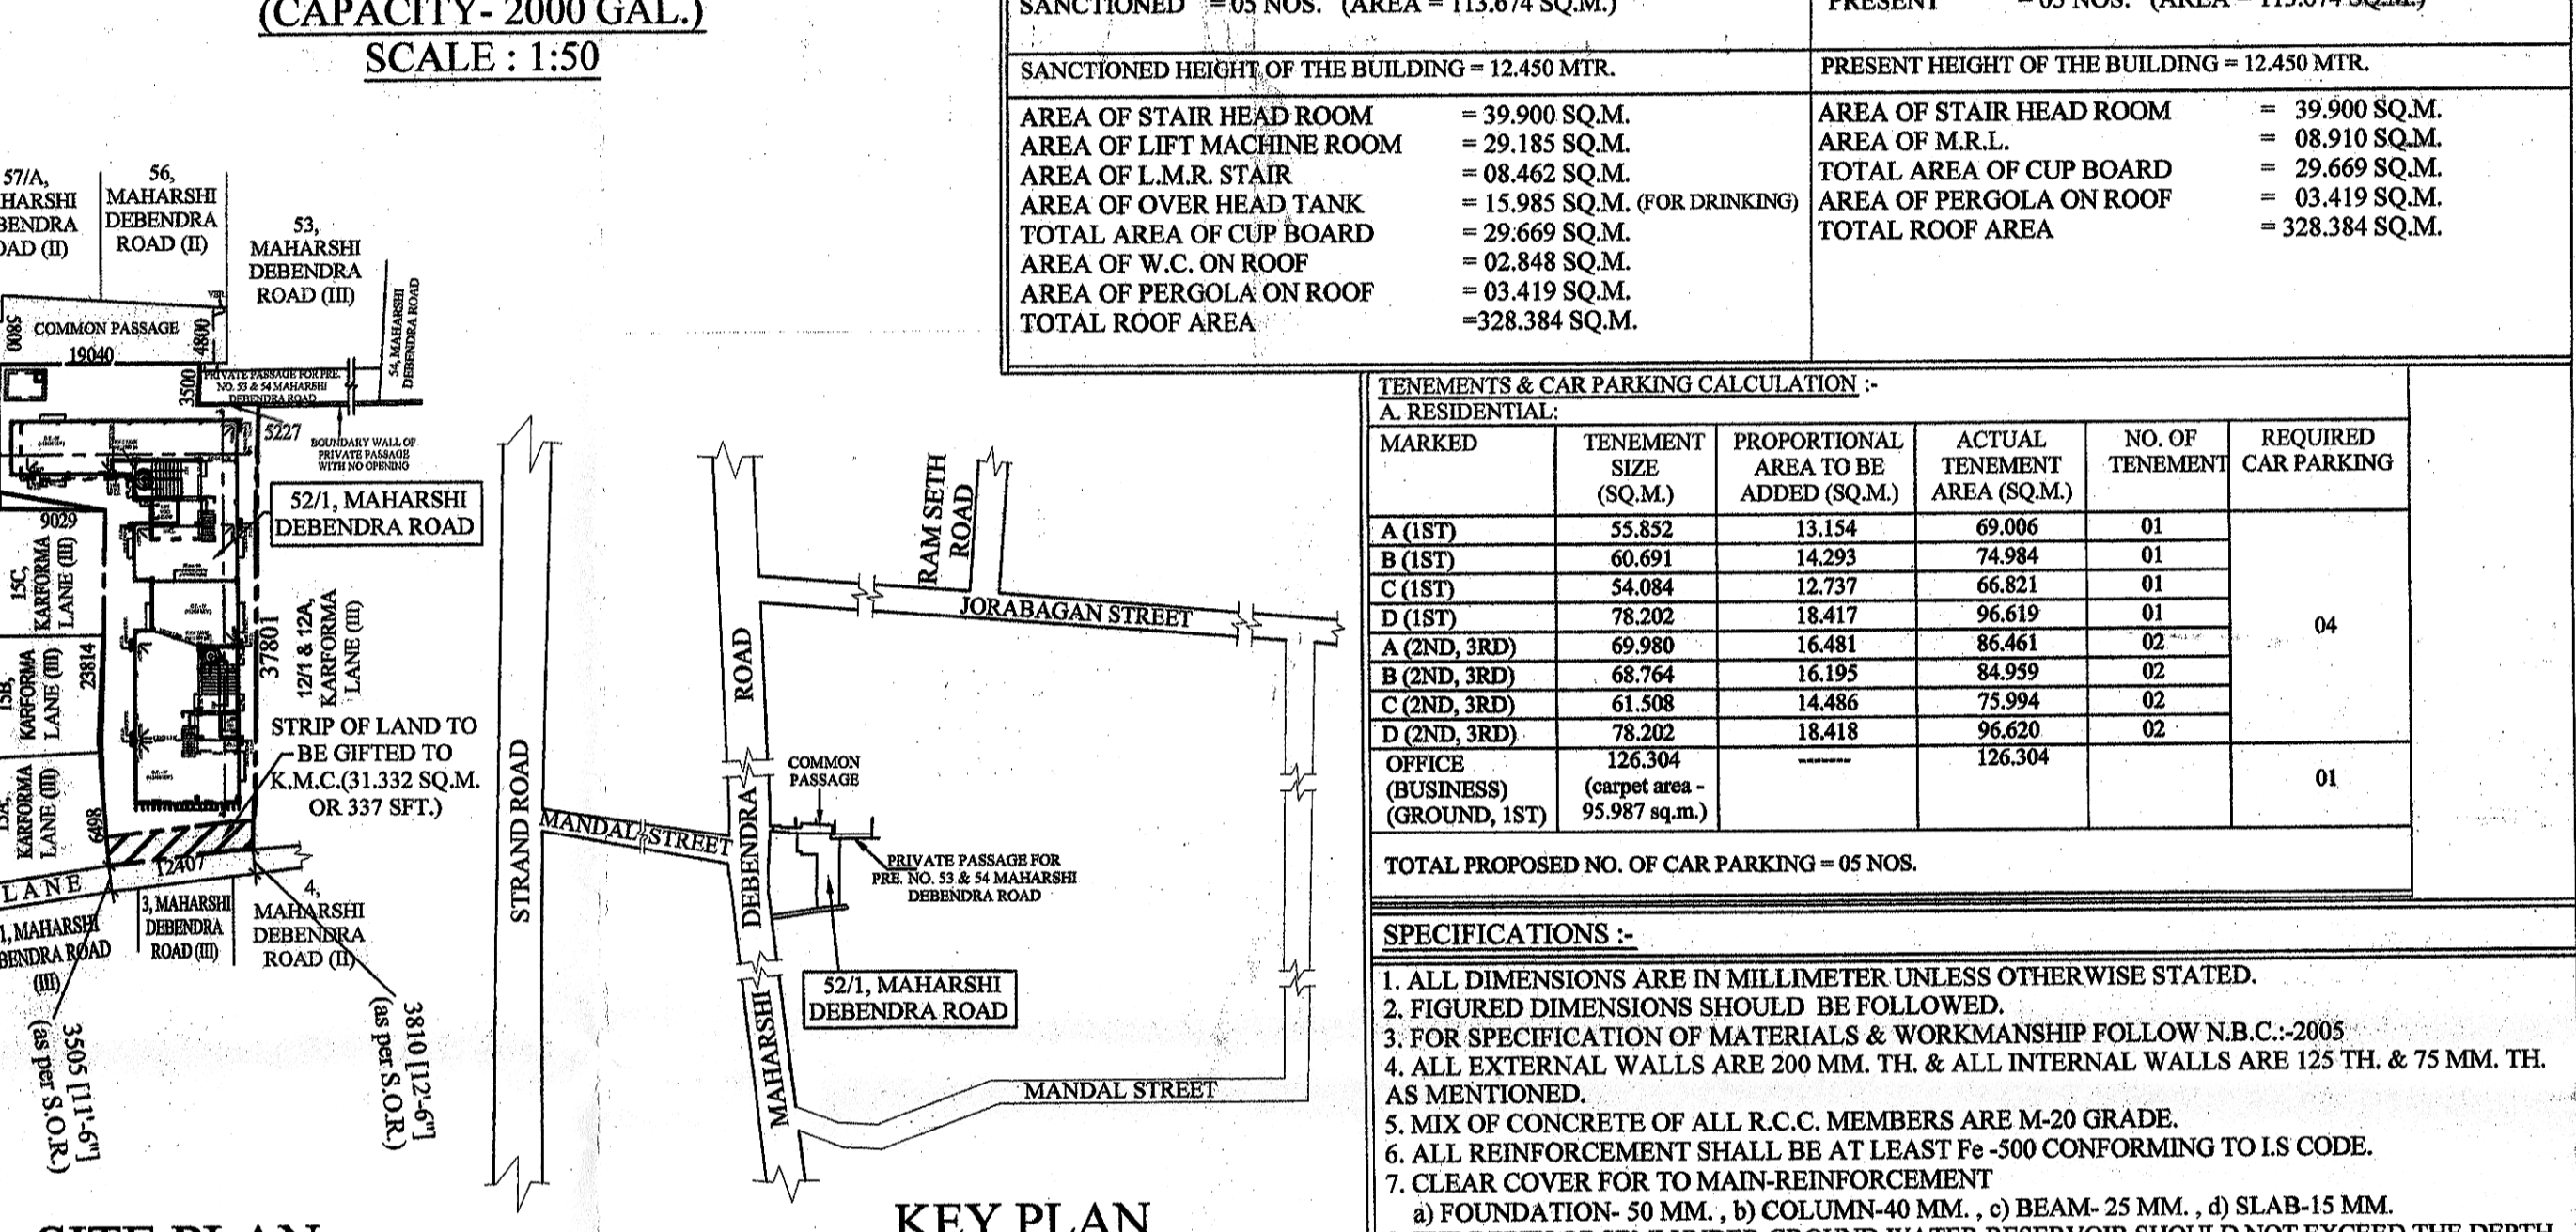 (CAPACITY- 2000 GAL.)
SCALE : 1:50
SANCTIONED = 05 NOS. (AREA = 113.674 SQ.M.)
PRESENT = 05 NOS. (AREA = 113.674 SQ.M.)
SANCTIONED HEIGHT OF THE BUILDING = 12.450 MTR.
PRESENT HEIGHT OF THE BUILDING = 12.450 MTR.
AREA OF STAIR HEAD ROOM = 39.900 SQ.M.
AREA OF LIFT MACHINE ROOM = 29.185 SQ.M.
AREA OF L.M.R. STAIR = 08.462 SQ.M.
AREA OF OVER HEAD TANK = 15.985 SQ.M. (FOR DRINKING)
TOTAL AREA OF CUP BOARD = 29.669 SQ.M.
AREA OF W.C. ON ROOF = 02.848 SQ.M.
AREA OF PERGOLA ON ROOF = 03.419 SQ.M.
TOTAL ROOF AREA =328.384 SQ.M.
AREA OF STAIR HEAD ROOM = 39.900 SQ.M.
AREA OF M.R.L. = 08.910 SQ.M.
TOTAL AREA OF CUP BOARD = 29.669 SQ.M.
AREA OF PERGOLA ON ROOF = 03.419 SQ.M.
TOTAL ROOF AREA = 328.384 SQ.M.
57/A,
HARSHI
BENDRA
OAD (II)
56,
MAHARSHI
DEBENDRA
ROAD (II)
53,
MAHARSHI
DEBENDRA
ROAD (III)
54, MAHARSHI
DEBENDRA ROAD
5800
COMMON PASSAGE
4800
19040
3500
PRIVATE PASSAGE FOR PRE.
NO. 53 & 54 MAHARSHI
DEBENDRA ROAD
5227
BOUNDARY WALL OF
PRIVATE PASSAGE
WITH NO OPENING
52/1, MAHARSHI
DEBENDRA ROAD
9029
15C,
KARFORMA
LANE (III)
15B,
KARFORMA
LANE (III)
23814
37801
12/1 & 12A,
KARFORMA
LANE (III)
STRIP OF LAND TO
BE GIFTED TO
K.M.C.(31.332 SQ.M.
OR 337 SFT.)
15A,
KARFORMA
LANE (III)
6498
12407
LANE
1, MAHARSHI
BENDRA ROAD
(III)
3, MAHARSHI
DEBENDRA
ROAD (III)
4,
MAHARSHI
DEBENDRA
ROAD (II)
3505 [11'-6"]
(as per S.O.R.)
3810 [12'-6"]
(as per S.O.R.)
SITE PLAN
STRAND ROAD
MANDAL STREET
ROAD
DEBENDRA
MAHARSHI
RAM SETH
ROAD
JORABAGAN STREET
COMMON
PASSAGE
PRIVATE PASSAGE FOR
PRE. NO. 53 & 54 MAHARSHI
DEBENDRA ROAD
52/1, MAHARSHI
DEBENDRA ROAD
MANDAL STREET
KEY PLAN
TENEMENTS & CAR PARKING CALCULATION :-
A. RESIDENTIAL:
MARKED TENEMENT SIZE (SQ.M.) PROPORTIONAL AREA TO BE ADDED (SQ.M.) ACTUAL TENEMENT AREA (SQ.M.) NO. OF TENEMENT REQUIRED CAR PARKING
A (1ST) 55.852 13.154 69.006 01
B (1ST) 60.691 14.293 74.984 01
C (1ST) 54.084 12.737 66.821 01
D (1ST) 78.202 18.417 96.619 01
04
A (2ND, 3RD) 69.980 16.481 86.461 02
B (2ND, 3RD) 68.764 16.195 84.959 02
C (2ND, 3RD) 61.508 14.486 75.994 02
D (2ND, 3RD) 78.202 18.418 96.620 02
OFFICE 126.304 ------- 126.304
(BUSINESS) (carpet area - 01
(GROUND, 1ST) 95.987 sq.m.)
TOTAL PROPOSED NO. OF CAR PARKING = 05 NOS.
SPECIFICATIONS :-
1. ALL DIMENSIONS ARE IN MILLIMETER UNLESS OTHERWISE STATED.
2. FIGURED DIMENSIONS SHOULD BE FOLLOWED.
3. FOR SPECIFICATION OF MATERIALS & WORKMANSHIP FOLLOW N.B.C.:-2005
4. ALL EXTERNAL WALLS ARE 200 MM. TH. & ALL INTERNAL WALLS ARE 125 TH. & 75 MM. TH.
AS MENTIONED.
5. MIX OF CONCRETE OF ALL R.C.C. MEMBERS ARE M-20 GRADE.
6. ALL REINFORCEMENT SHALL BE AT LEAST Fe -500 CONFORMING TO I.S CODE.
7. CLEAR COVER FOR TO MAIN-REINFORCEMENT
a) FOUNDATION- 50 MM. , b) COLUMN-40 MM. , c) BEAM- 25 MM. , d) SLAB-15 MM.
GROUND WATER RESERVOIR SHOULD NOT EXCEED THE DEPTH